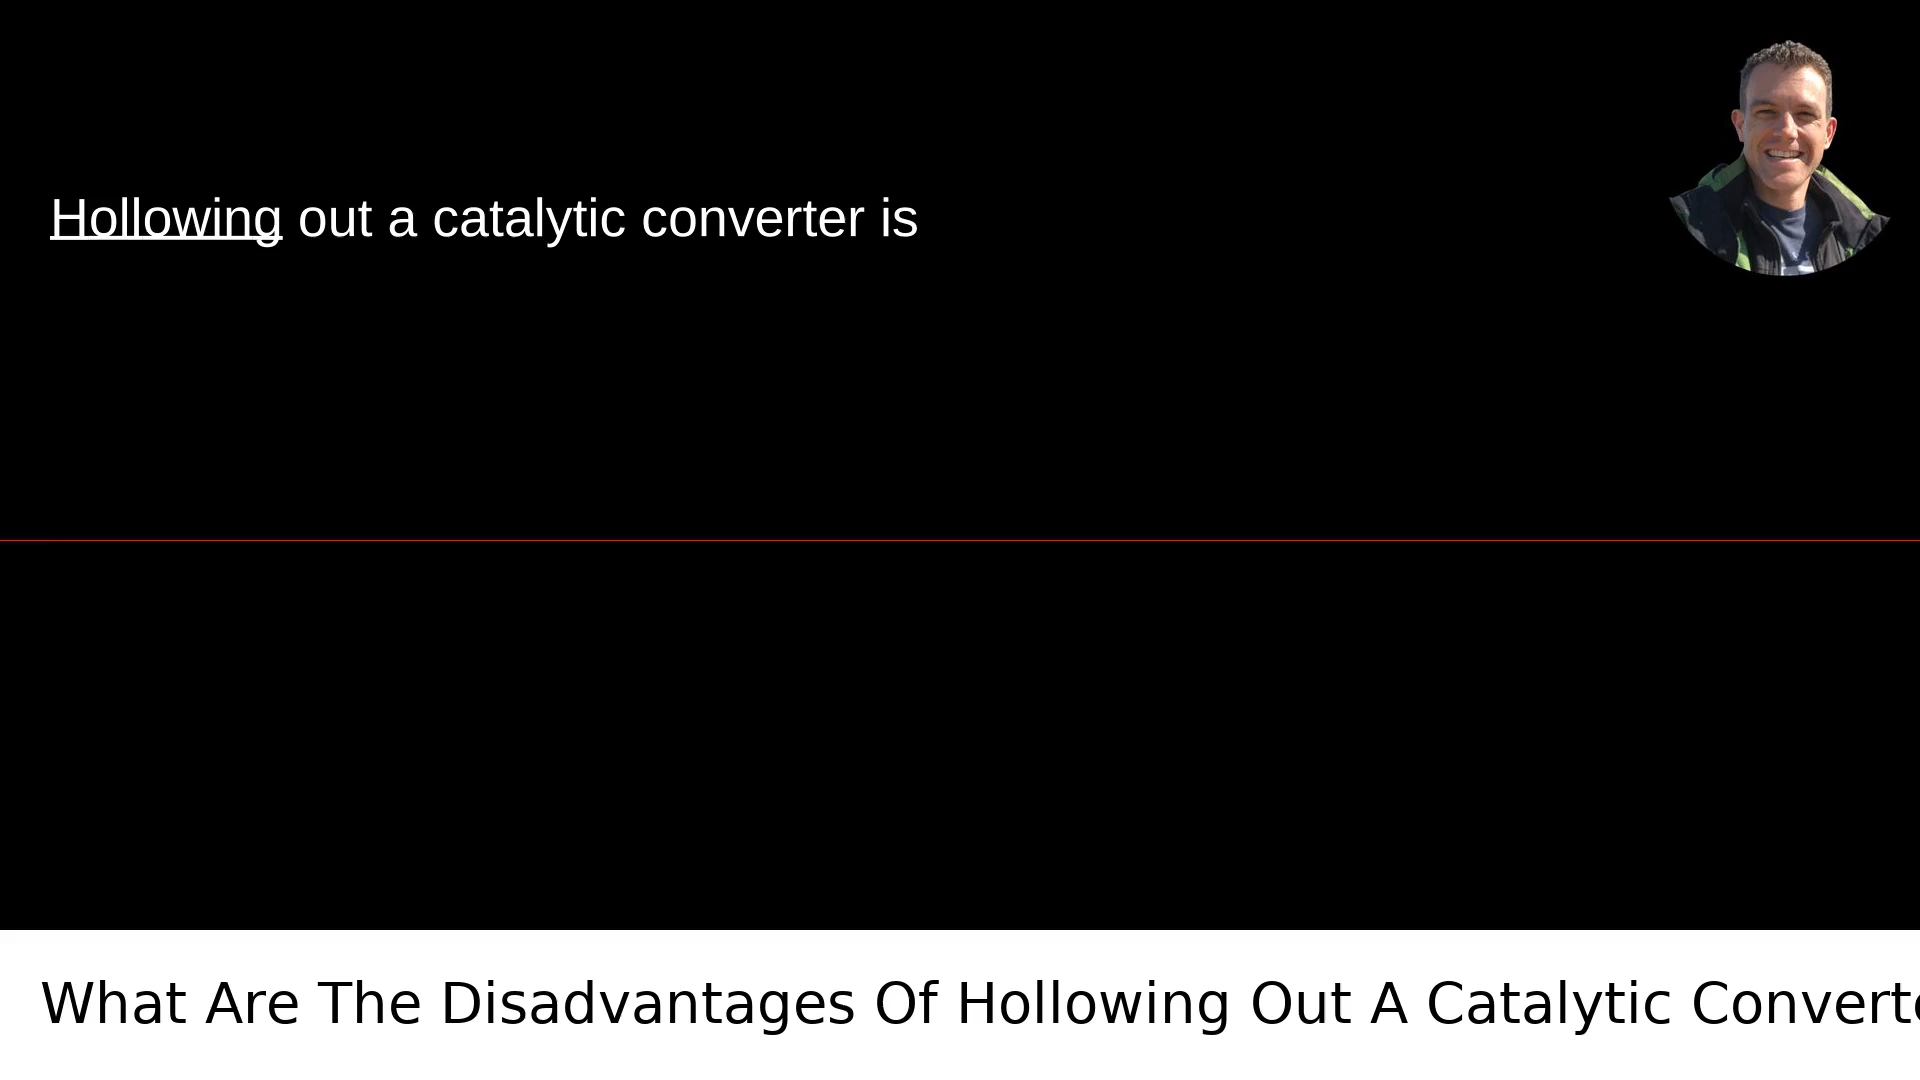 Hollowing out a catalytic converter is
What Are The Disadvantages Of Hollowing Out A Catalytic Convert